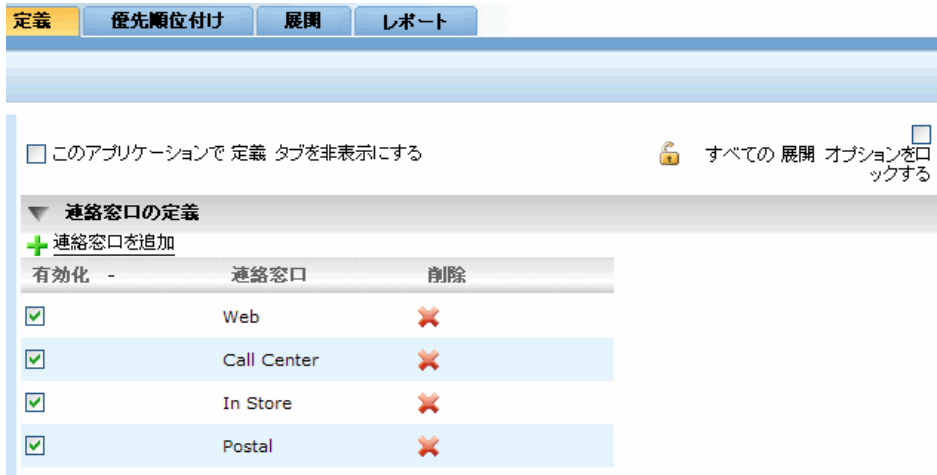 定義 優先順位付け 展開 レポート
このアプリケーションで 定義 タブを非表示にする
すべての 展開 オプションをロ
ックする
連絡窓口の定義
連絡窓口を追加
有効化 - 連絡窓口 削除
Web
Call Center
In Store
Postal